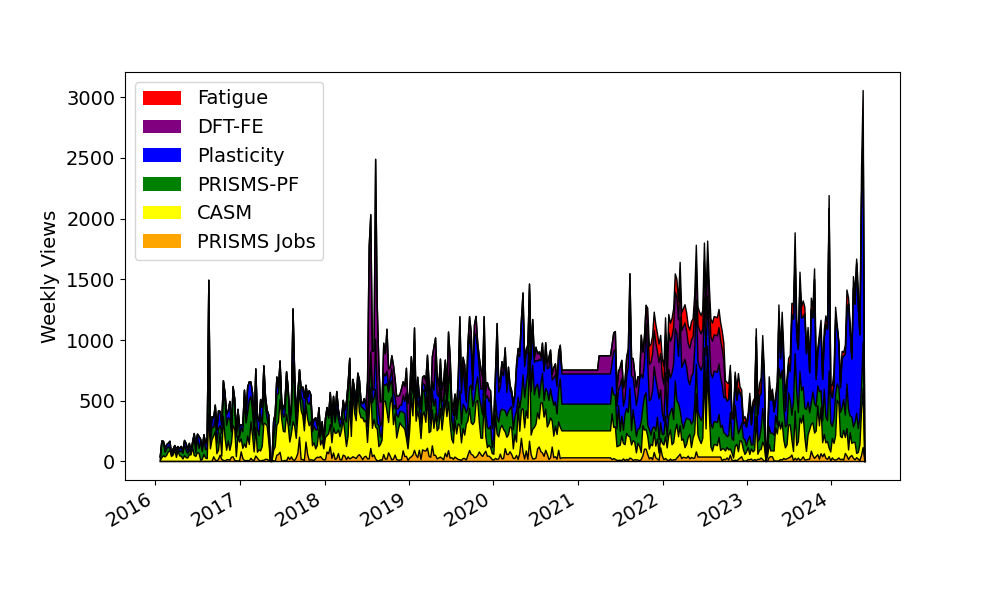 3000
2500
2000
1500
1000
500
0
Weekly Views
Fatigue
DFT-FE
Plasticity
PRISMS-PF
CASM
PRISMS Jobs
2016
2017
2018
2019
2020
2021
2022
2023
2024